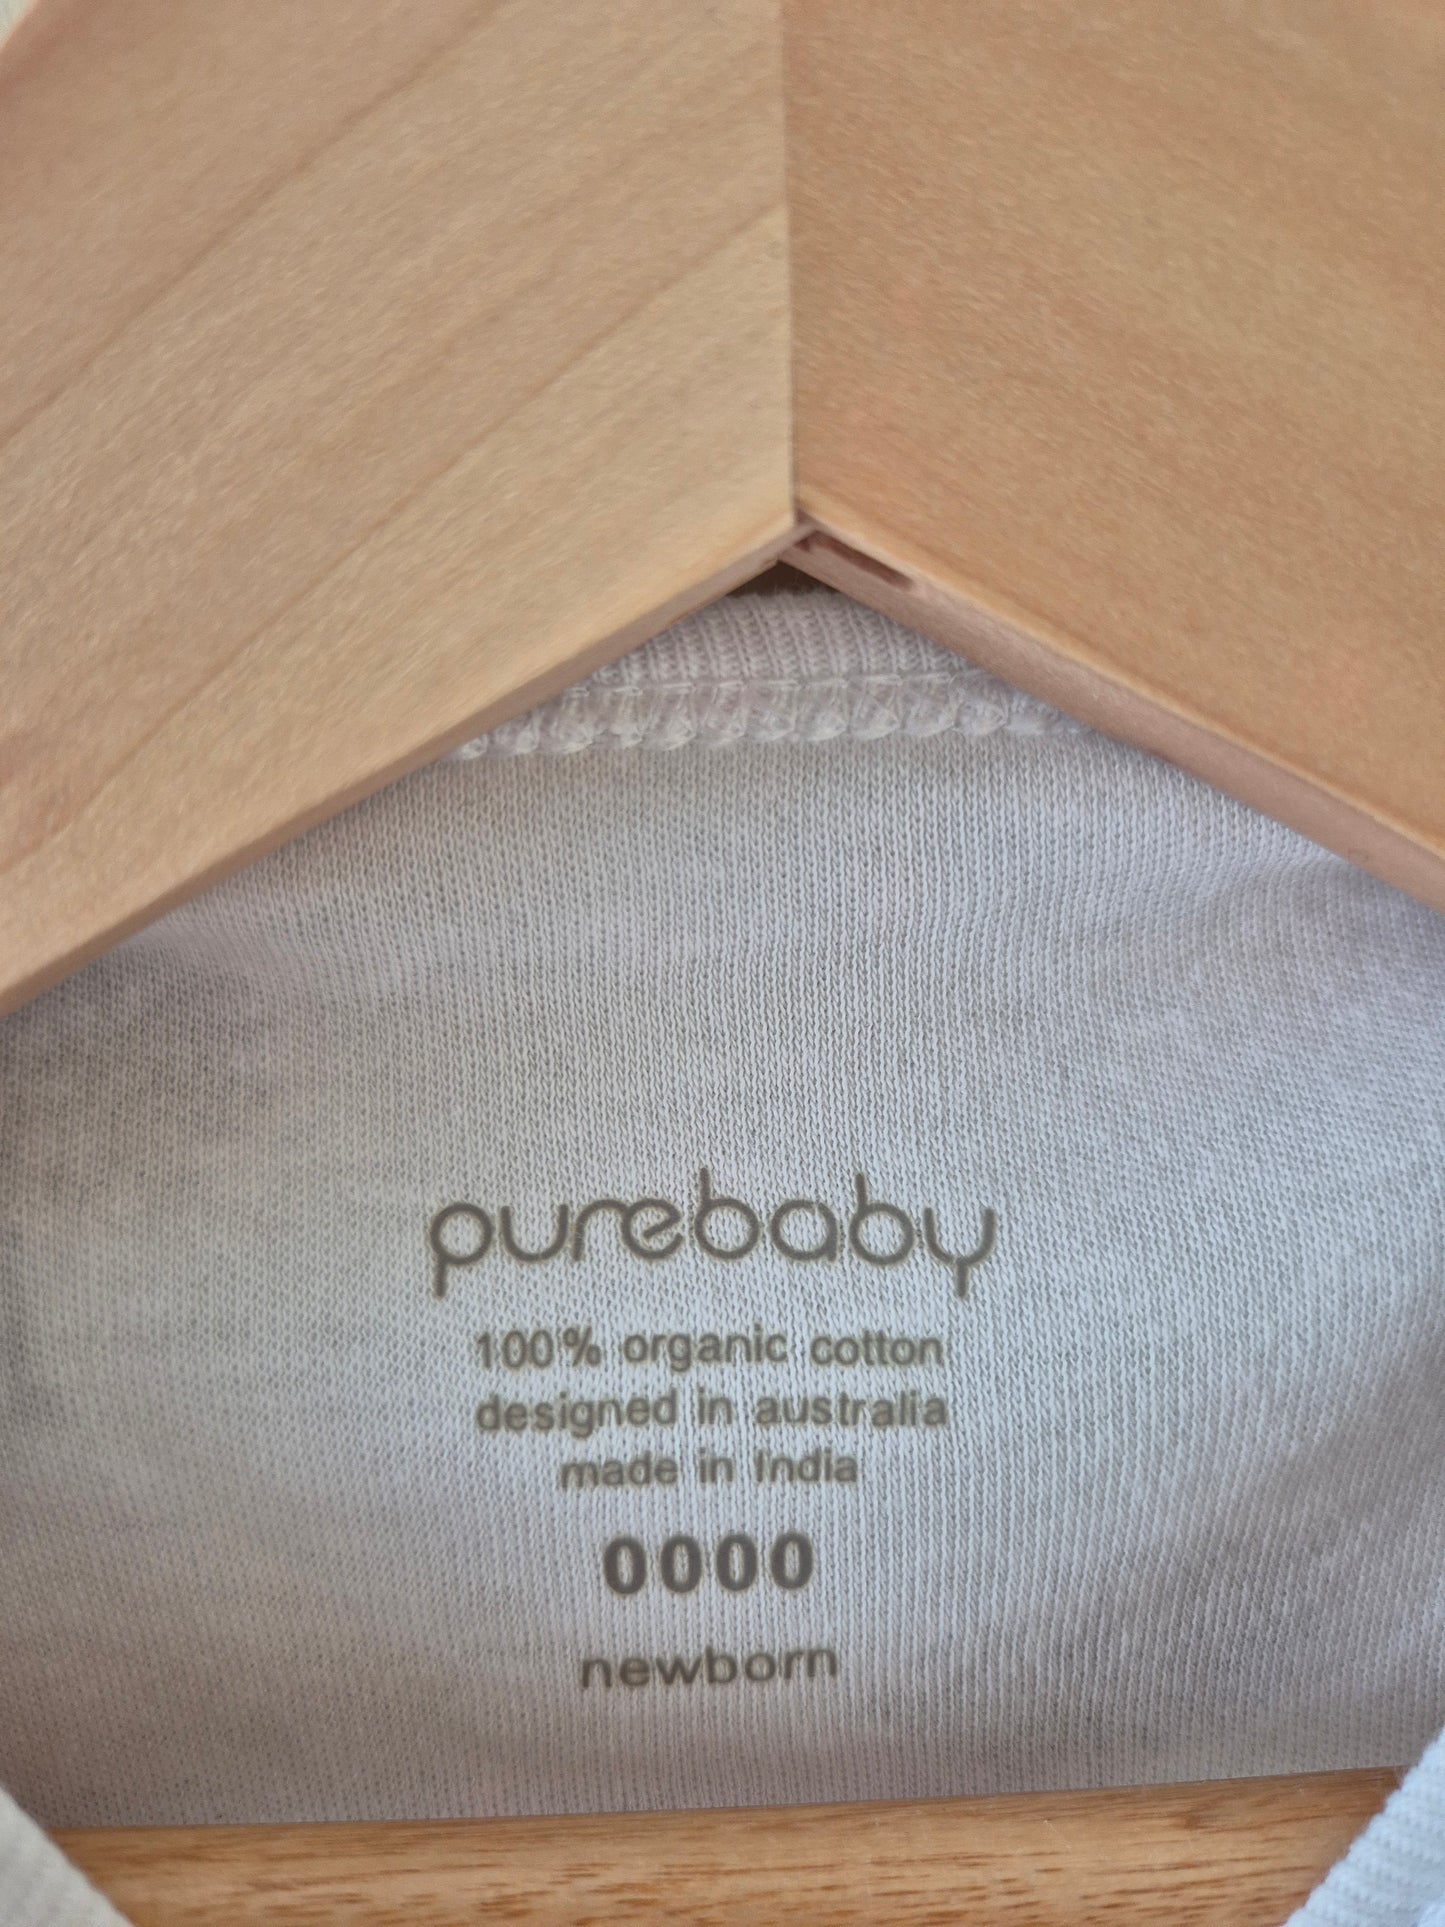 purebaby
100% organic cotton
designed in australia
made in India
0000
newborn